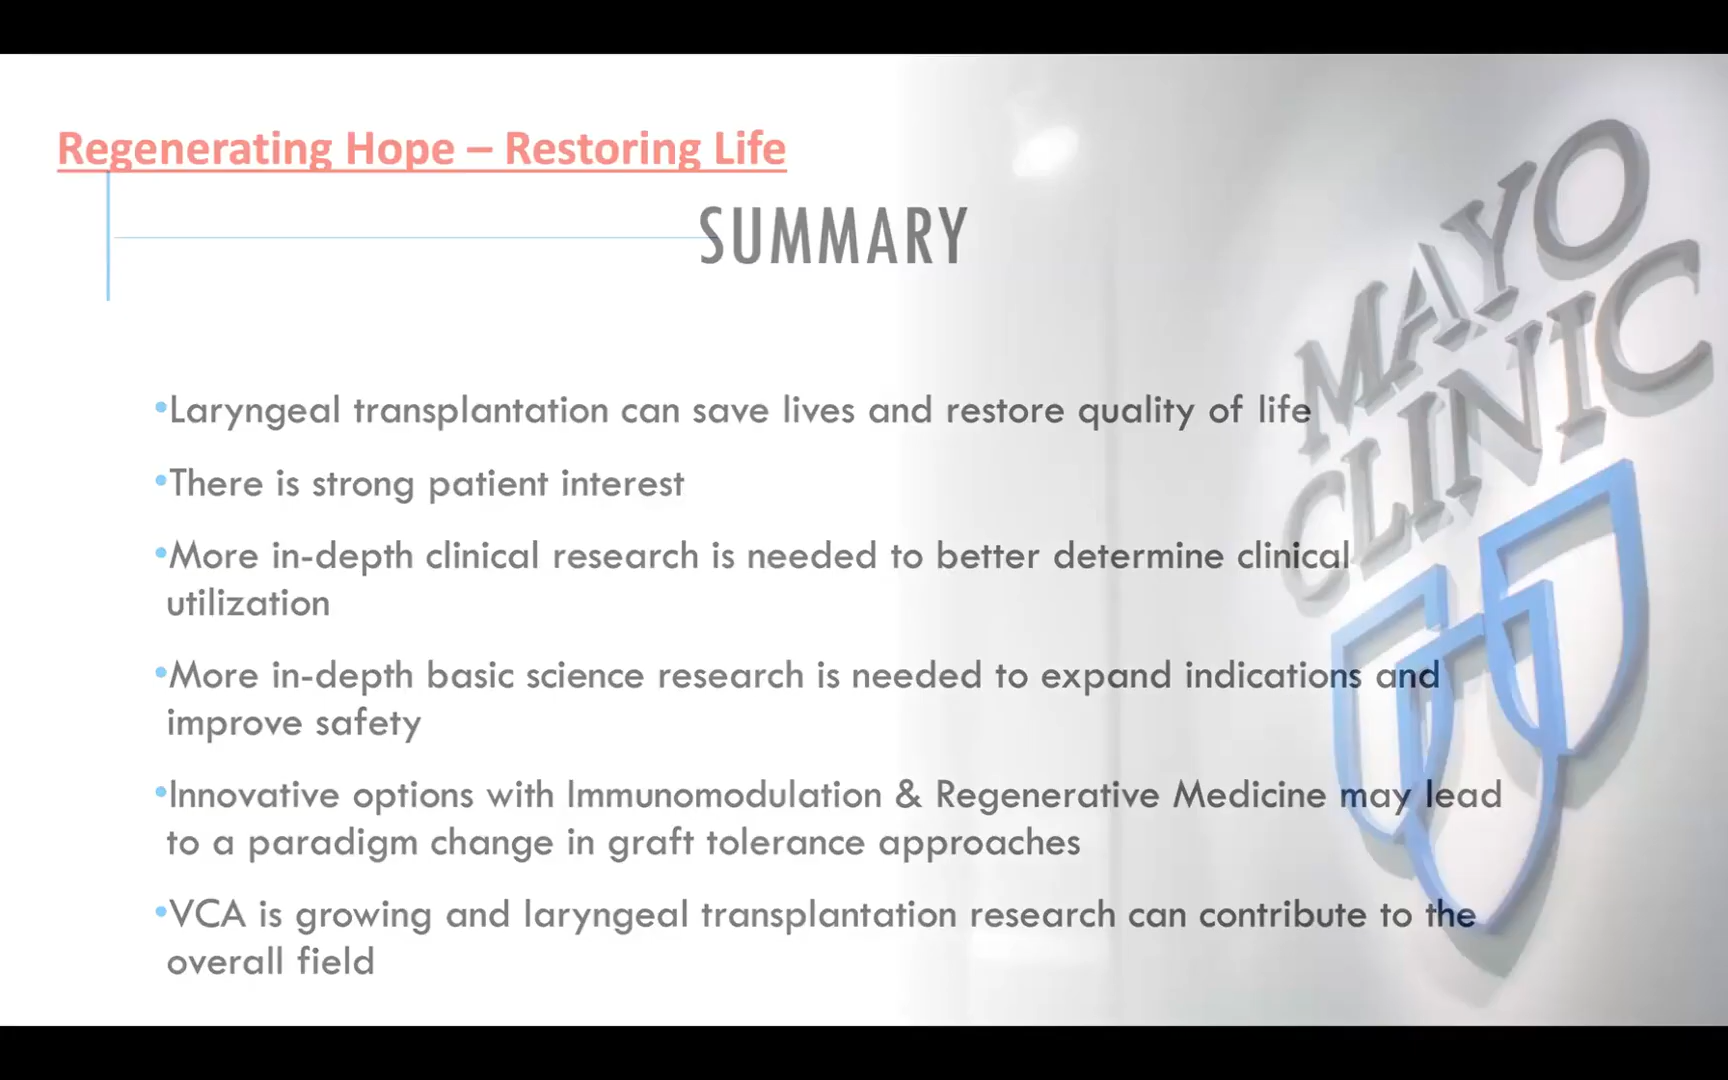 Regenerating Hope – Restoring Life
SUMMARY
•Laryngeal transplantation can save lives and restore quality of life
•There is strong patient interest
•More in-depth clinical research is needed to better determine clinical
utilization
•More in-depth basic science research is needed to expand indications and
improve safety
•Innovative options with Immunomodulation & Regenerative Medicine may lead
to a paradigm change in graft tolerance approaches
•VCA is growing and laryngeal transplantation research can contribute to the
overall field
MAYO
CLINIC